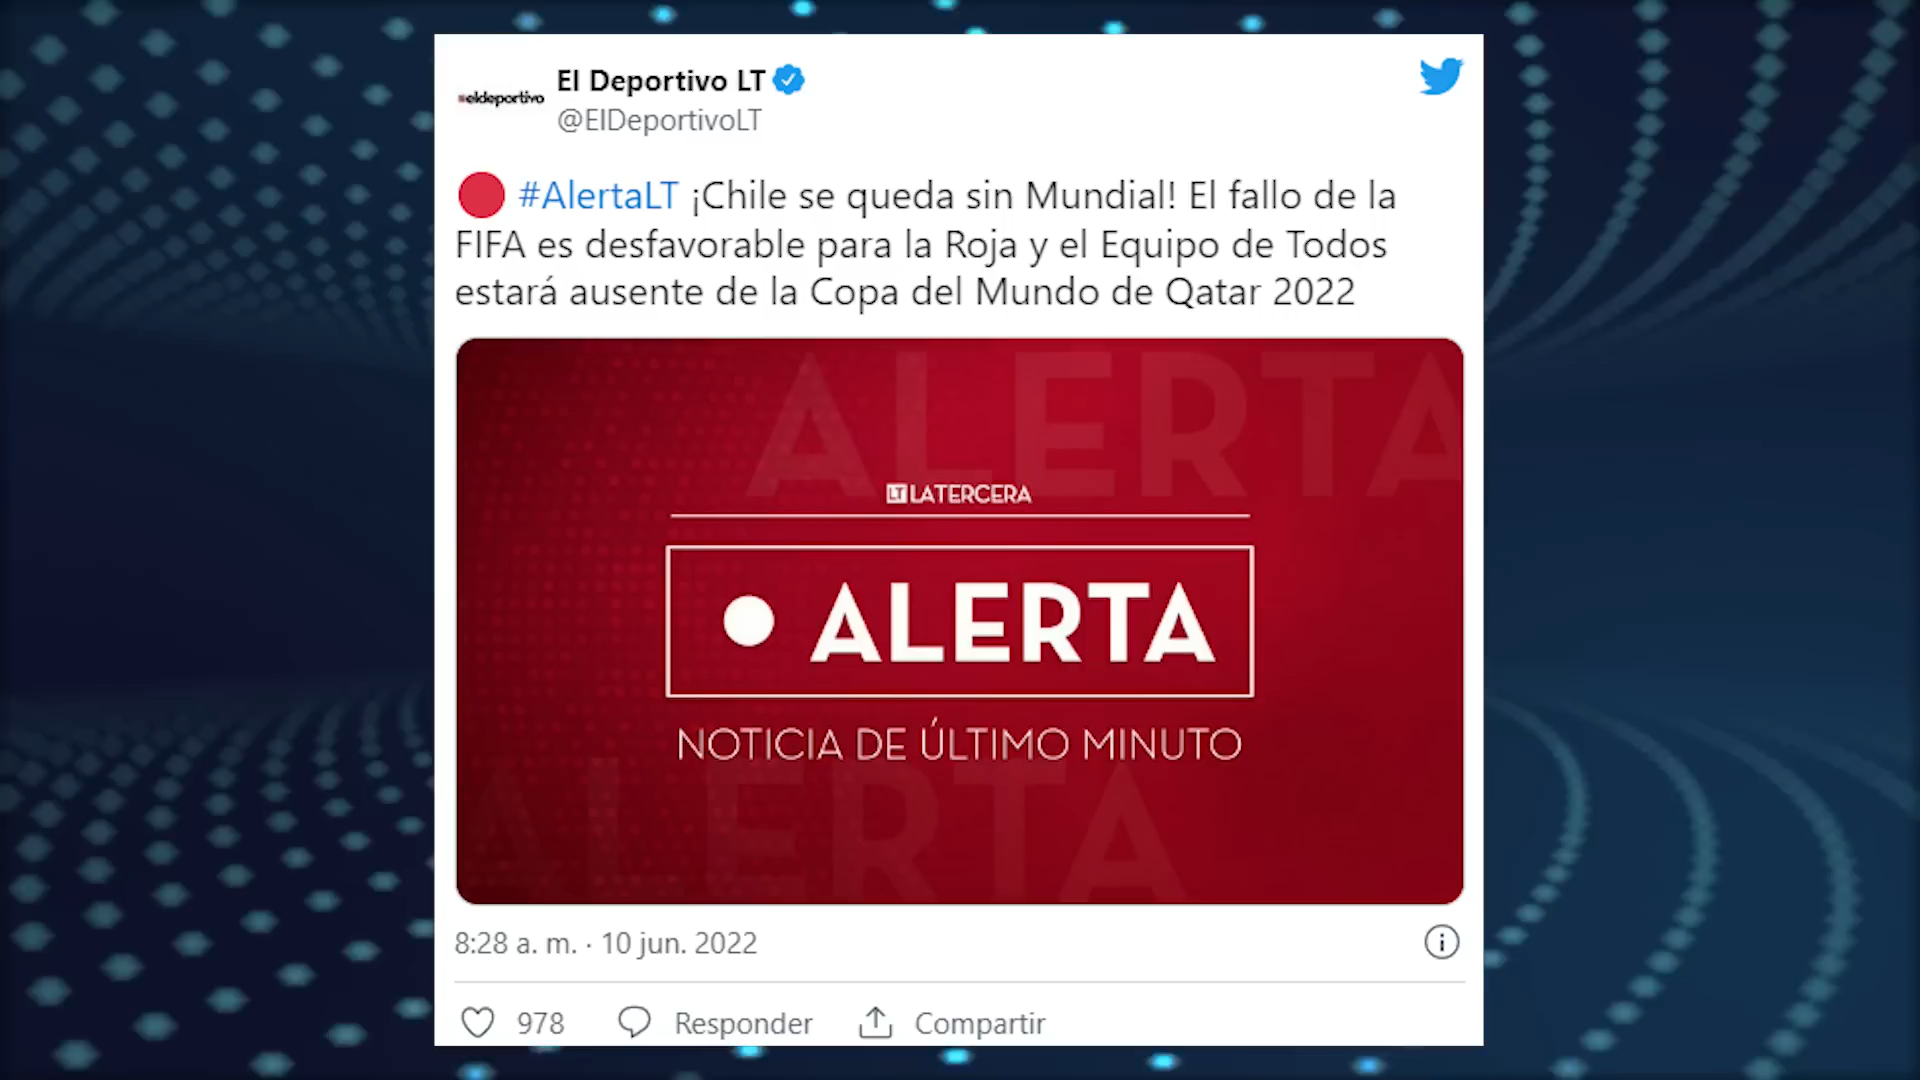 eldeportivo
El Deportivo LT
@ElDeportivoLT
#AlertaLT ¡Chile se queda sin Mundial! El fallo de la
FIFA es desfavorable para la Roja y el Equipo de Todos
estará ausente de la Copa del Mundo de Qatar 2022
ALERTA
LT LATERCERA
ALERTA
NOTICIA DE ÚLTIMO MINUTO
ALERTA
8:28 a. m. · 10 jun. 2022
978 Responder Compartir